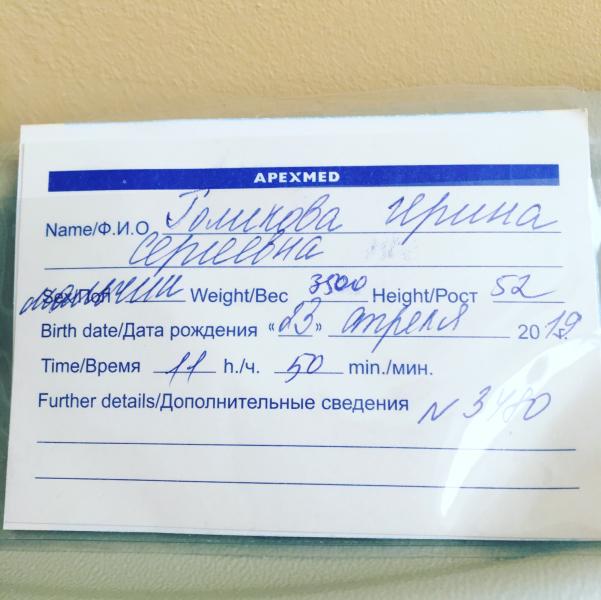 APEXMED
Name/Ф.И.О. Голикова Ирина
Сергеевна
Sex/Пол мальчик Weight/Вес 3500 Height/Рост 52
Birth date/Дата рождения «23» апреля 2019 г.
Time/Время 11 h./ч. 50 min./мин.
Further details/Дополнительные сведения N 3480